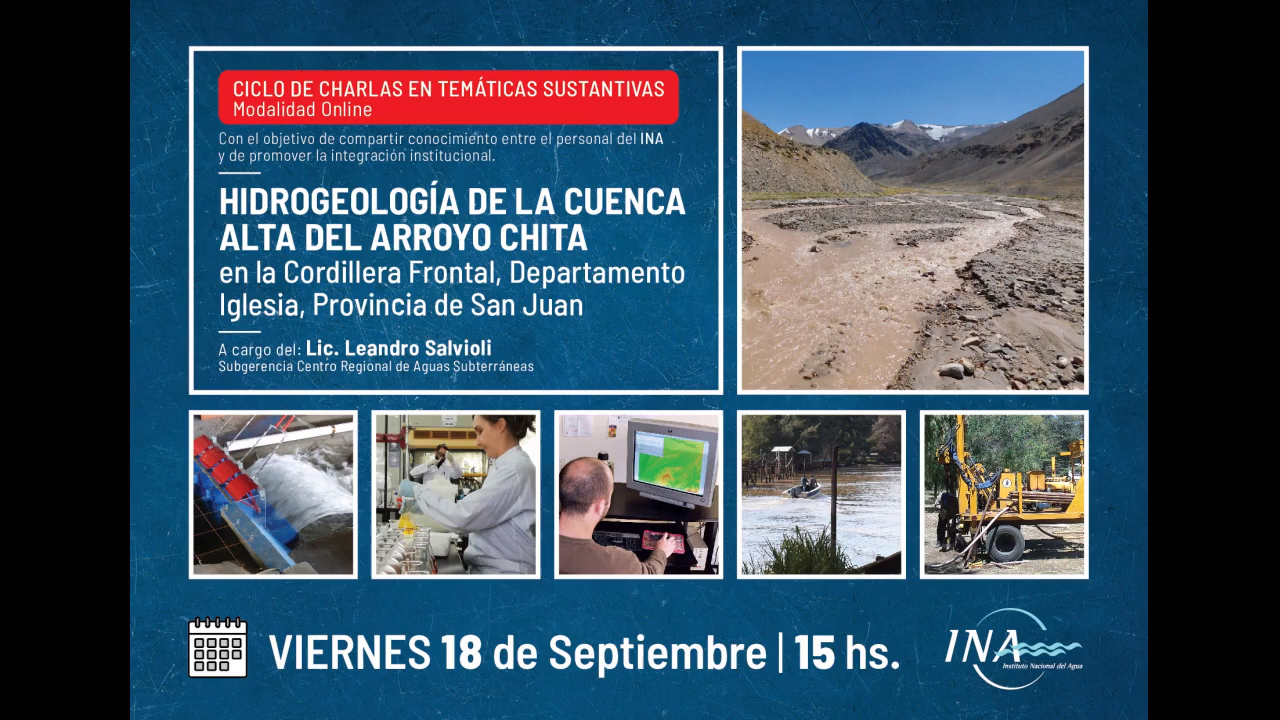 CICLO DE CHARLAS EN TEMÁTICAS SUSTANTIVAS
Modalidad Online
Con el objetivo de compartir conocimiento entre el personal del INA
y de promover la integración institucional.
HIDROGEOLOGÍA DE LA CUENCA
ALTA DEL ARROYO CHITA
en la Cordillera Frontal, Departamento
Iglesia, Provincia de San Juan
A cargo del: Lic. Leandro Salvioli
Subgerencia Centro Regional de Aguas Subterráneas
VIERNES 18 de Septiembre | 15 hs.
INA
Instituto Nacional del Agua